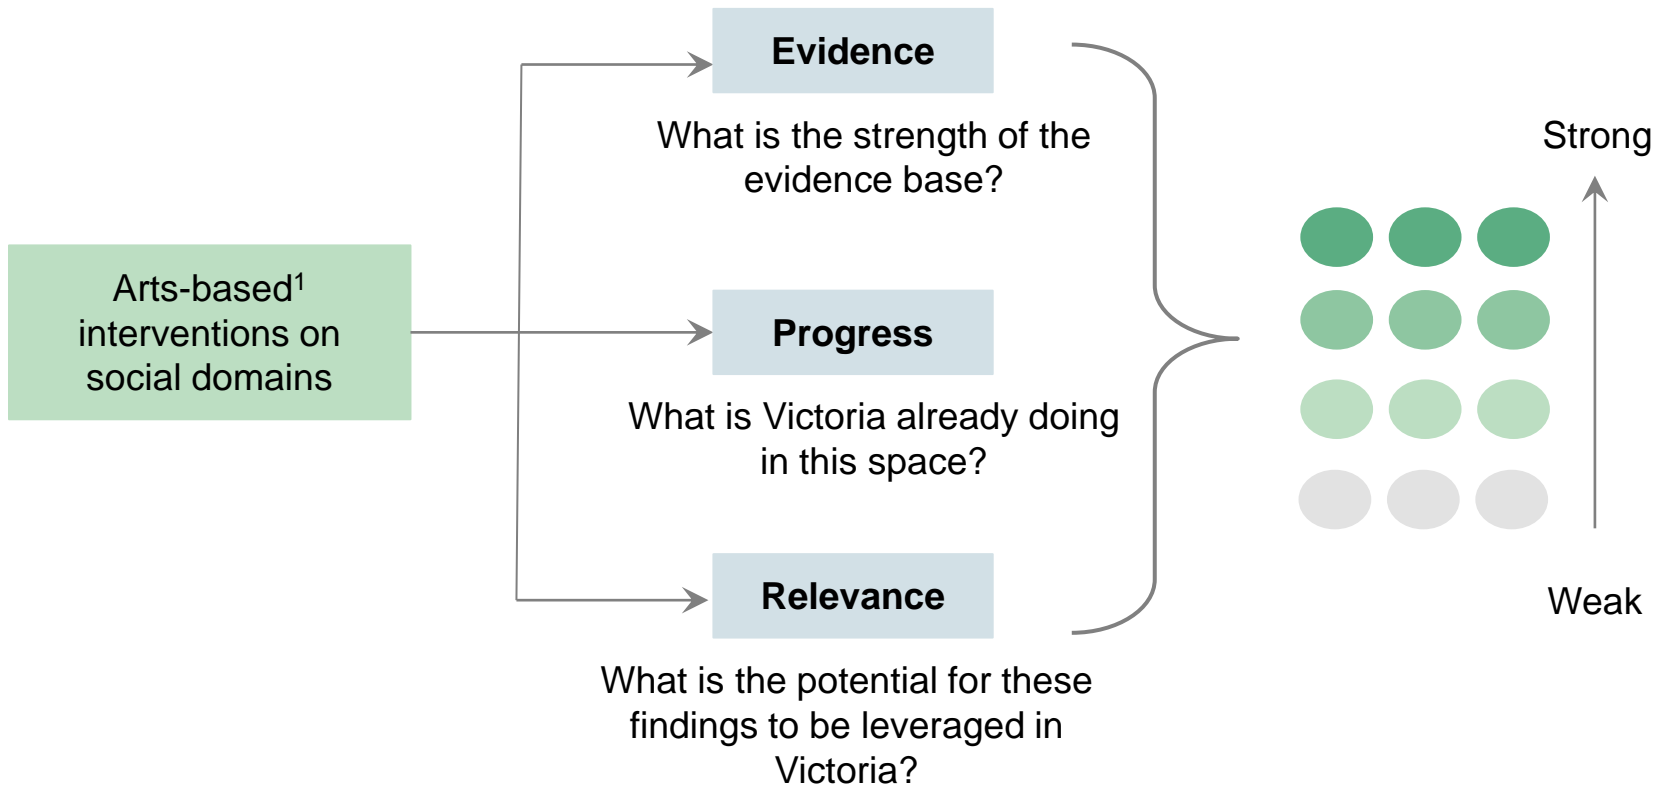 Arts-based¹
interventions on
social domains
Evidence
What is the strength of the
evidence base?
Progress
What is Victoria already doing
in this space?
Relevance
What is the potential for these
findings to be leveraged in
Victoria?
Strong
Weak